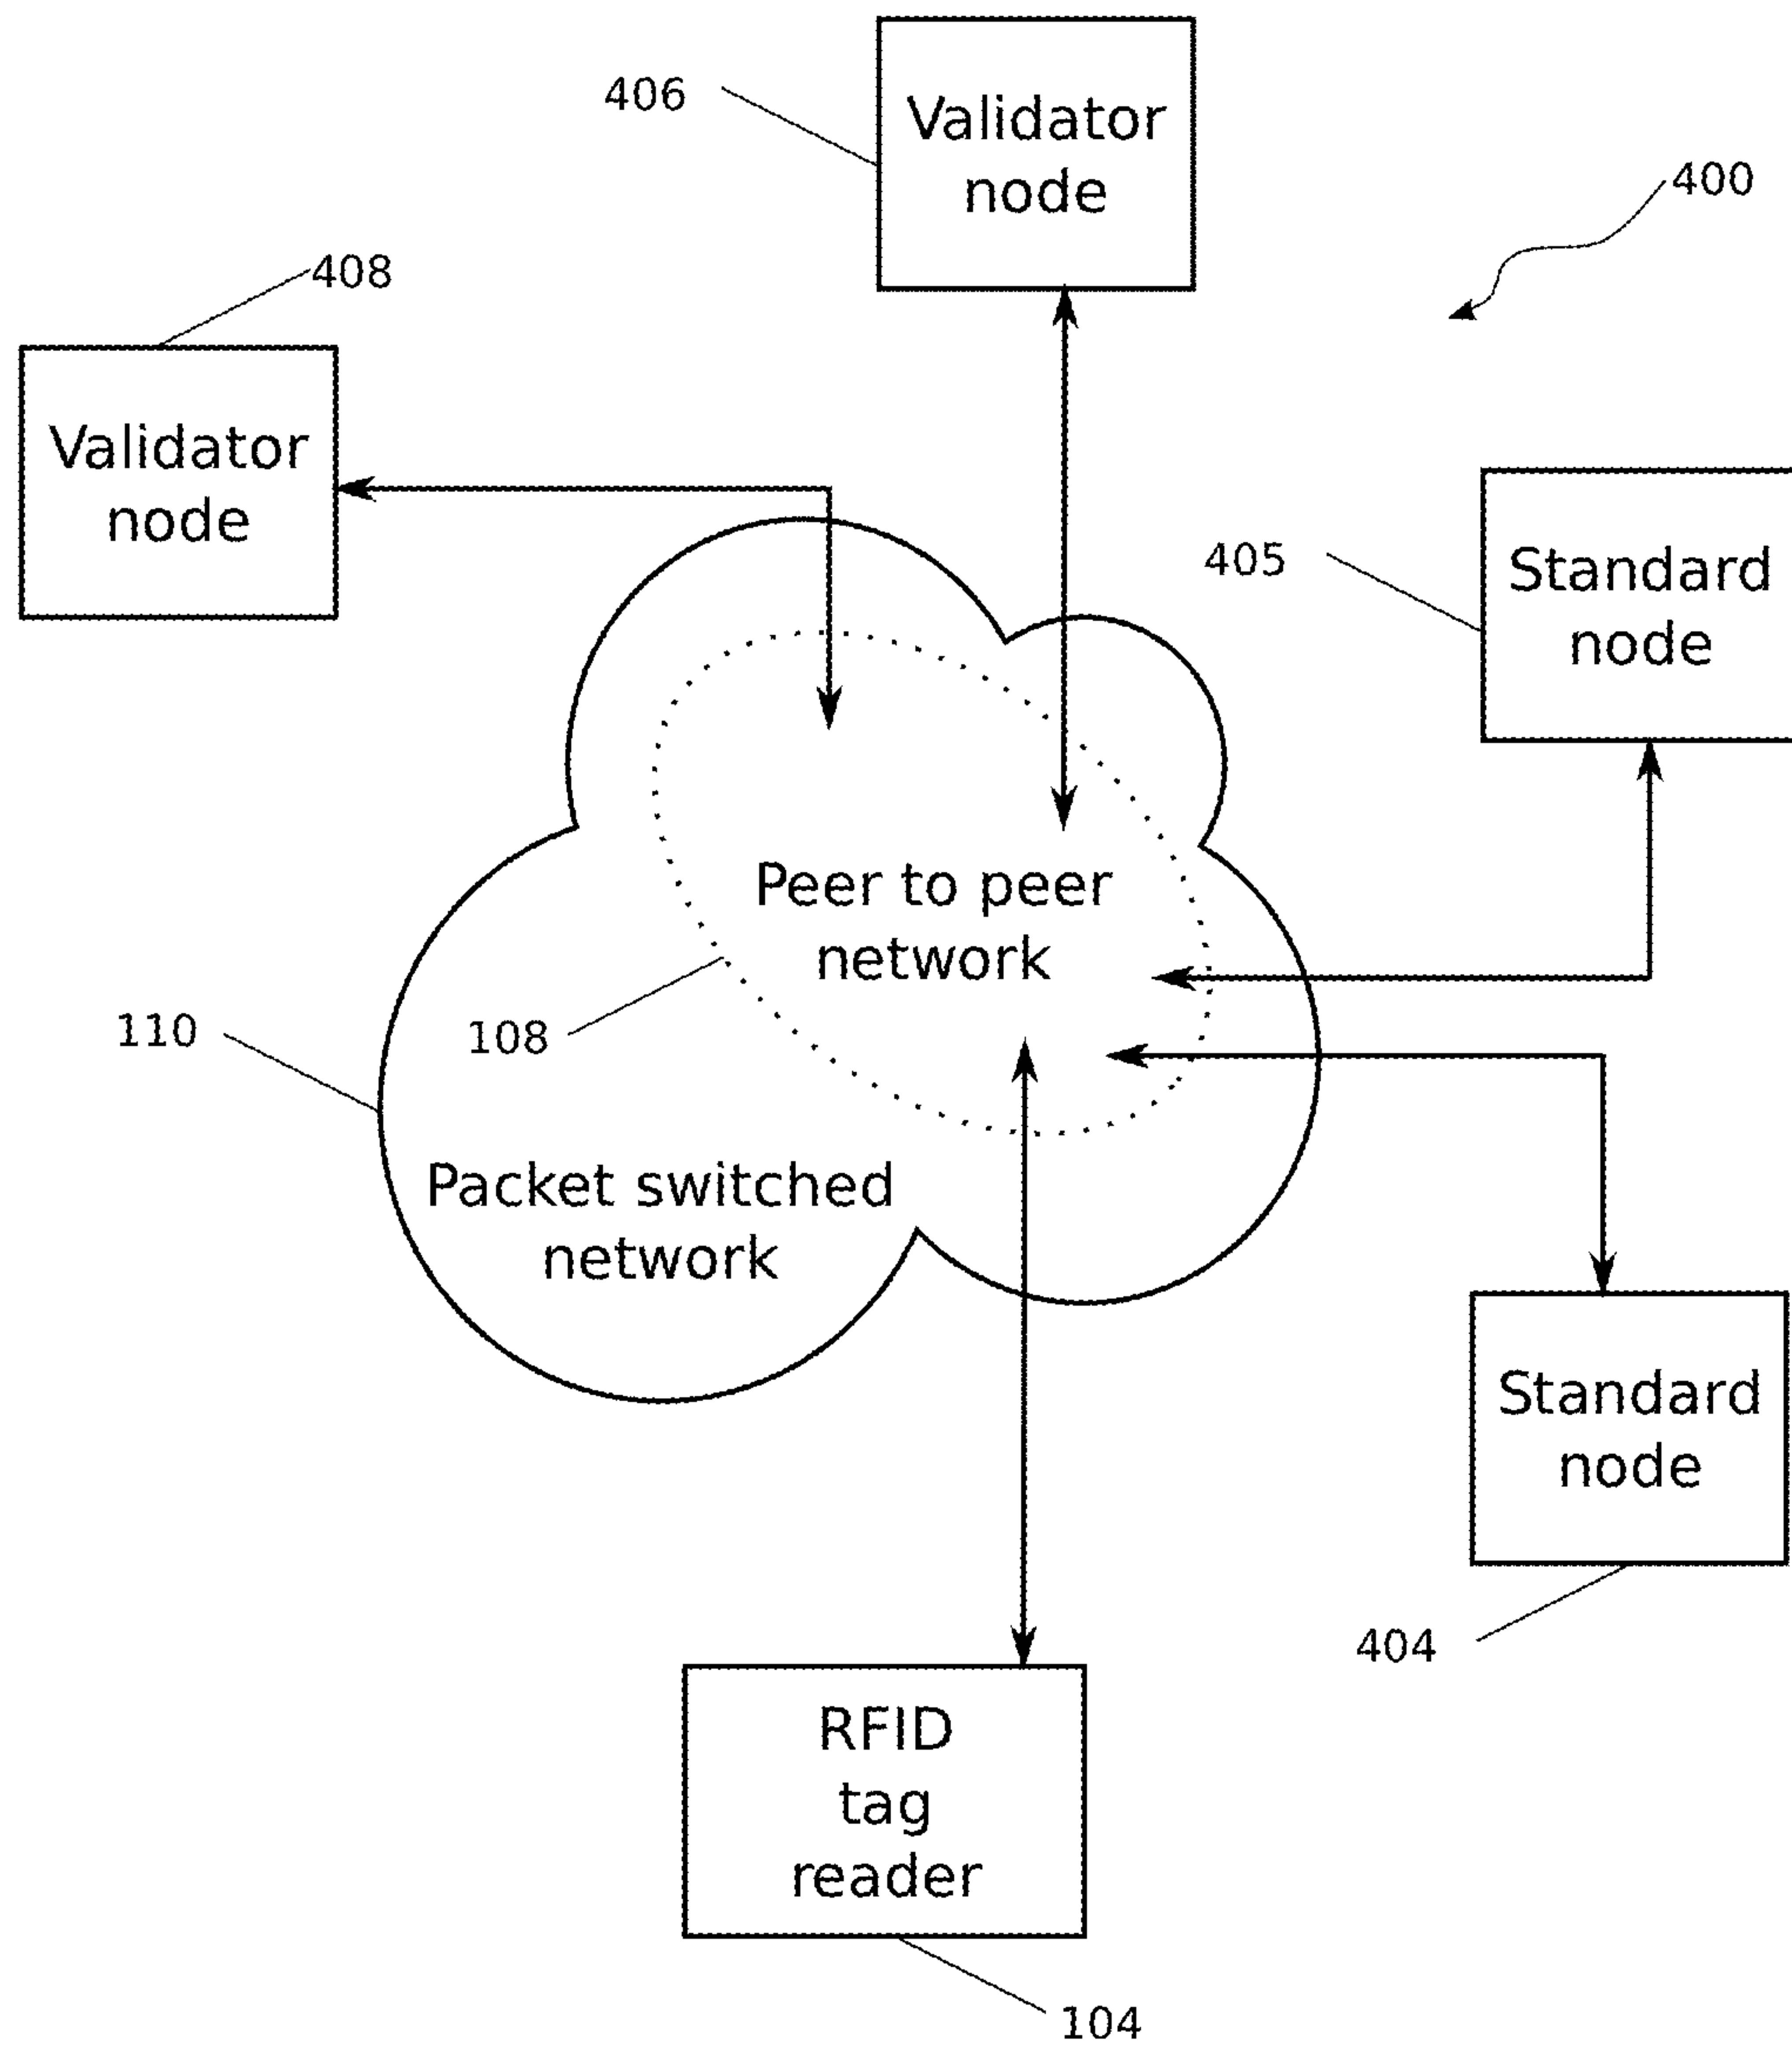 406
Validator
node
400
408
Validator
node
405
Standard
node
Peer to peer
network
110
108
Packet switched
network
Standard
node
404
RFID
tag
reader
104